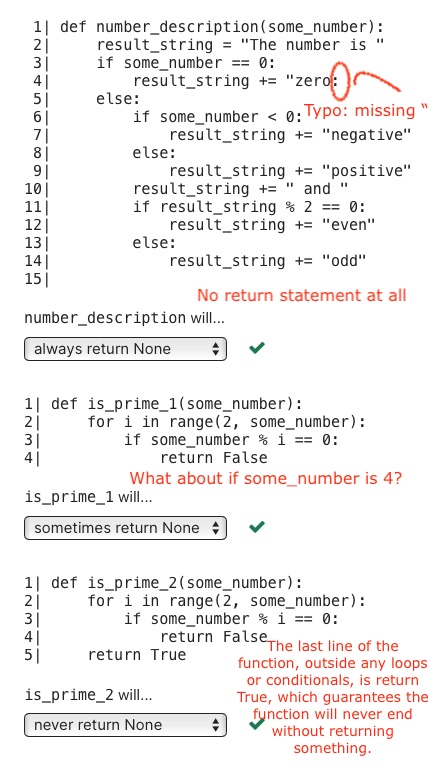 1| def number_description(some_number):
2|     result_string = "The number is "
3|     if some_number == 0:
4|         result_string += "zero:
Typo: missing “
5|     else:
6|         if some_number < 0:
7|             result_string += "negative"
8|         else:
9|             result_string += "positive"
10|         result_string += " and "
11|         if result_string % 2 == 0:
12|             result_string += "even"
13|         else:
14|             result_string += "odd"
15|
No return statement at all
number_description will...
always return None
1| def is_prime_1(some_number):
2|     for i in range(2, some_number):
3|         if some_number % i == 0:
4|             return False
What about if some_number is 4?
is_prime_1 will...
sometimes return None
1| def is_prime_2(some_number):
2|     for i in range(2, some_number):
3|         if some_number % i == 0:
4|             return False
5|     return True
The last line of the
function, outside any loops
or conditionals, is return
True, which guarantees the
function will never end
without returning
something.
is_prime_2 will...
never return None